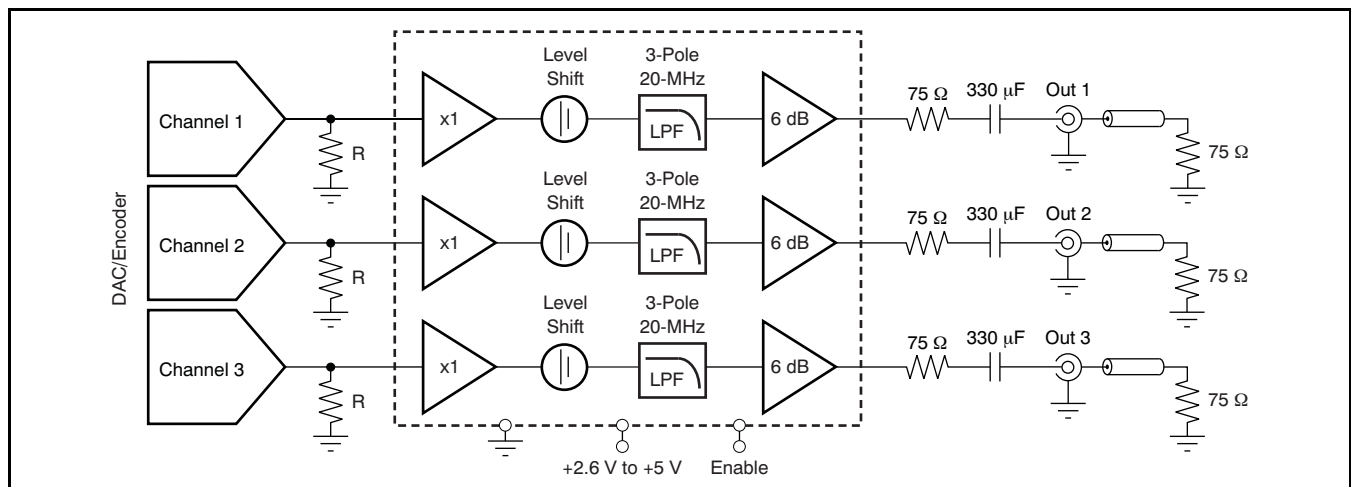 DAC/Encoder
Level
Shift
3-Pole
20-MHz
Channel 1
R
x1
LPF
6 dB
75 Ω
330 μF
Out 1
75 Ω
Level
Shift
3-Pole
20-MHz
Channel 2
R
x1
LPF
6 dB
75 Ω
330 μF
Out 2
75 Ω
Level
Shift
3-Pole
20-MHz
Channel 3
R
x1
LPF
6 dB
75 Ω
330 μF
Out 3
75 Ω
+2.6 V to +5 V
Enable